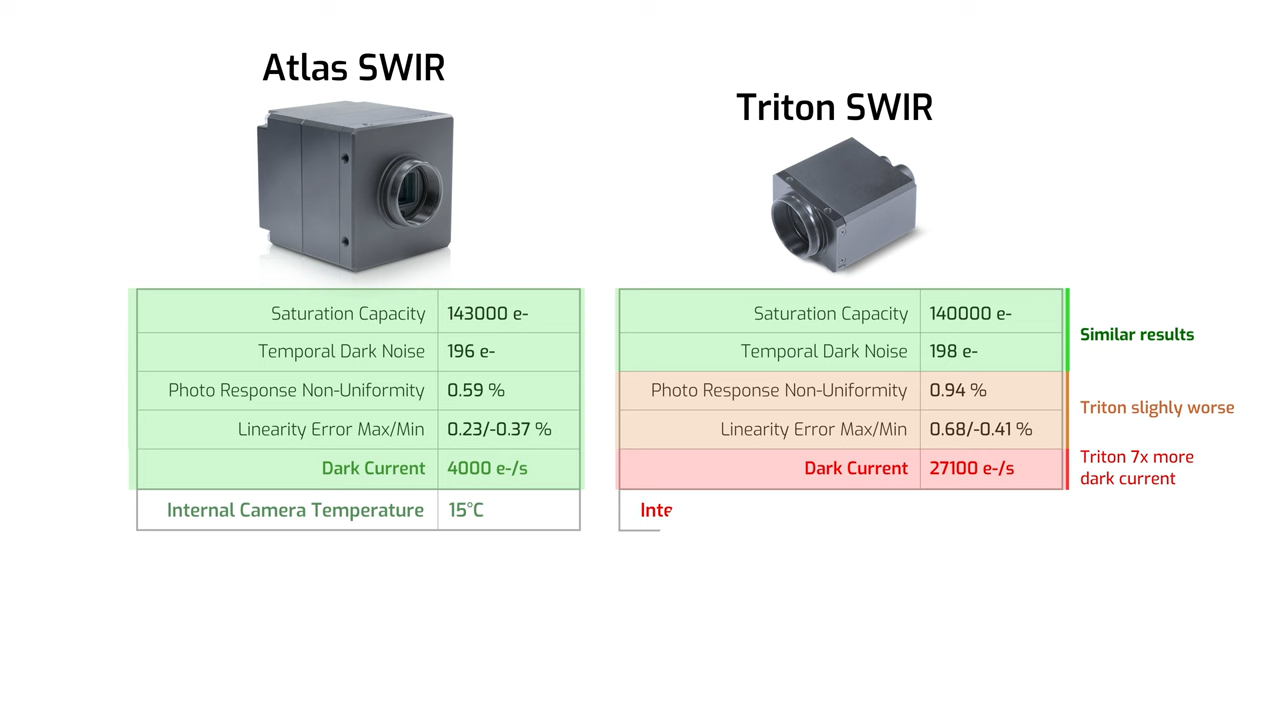 Atlas SWIR
Saturation Capacity 143000 e-
Temporal Dark Noise 196 e-
Photo Response Non-Uniformity 0.59 %
Linearity Error Max/Min 0.23/-0.37 %
Dark Current 4000 e-/s
Internal Camera Temperature 15°C
Triton SWIR
Saturation Capacity 140000 e-
Temporal Dark Noise 198 e-
Photo Response Non-Uniformity 0.94 %
Linearity Error Max/Min 0.68/-0.41 %
Dark Current 27100 e-/s
Inte
Similar results
Triton slighly worse
Triton 7x more
dark current